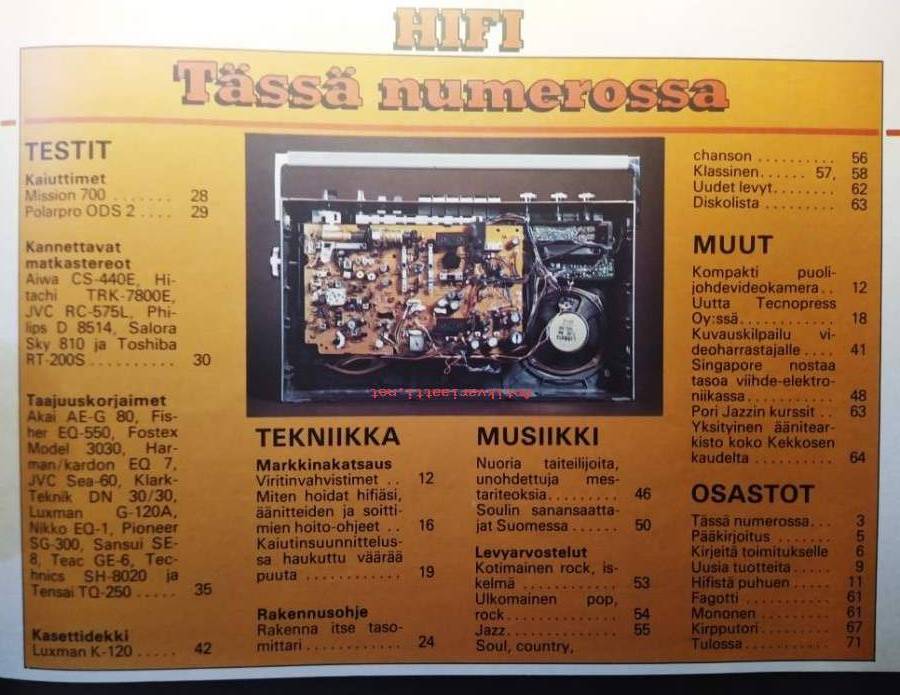 HIFI
Tässä numerossa
TESTIT
Kaiuttimet
Mission 700 ....... 28
Polarpro ODS 2 .... 29
Kannettavat
matkastereot
Aiwa CS-440E, Hi-
tachi TRK-7800E,
JVC RC-575L, Phi-
lips D 8514, Salora
Sky 810 ja Toshiba
RT-200S .......... 30
Taajuuskorjaimet
Akai AE-G 80, Fis-
her EQ-550, Fostex
Model 3030, Har-
man/kardon EQ 7,
JVC Sea-60, Klark-
Teknik DN 30/30,
Luxman G-120A,
Nikko EQ-1, Pioneer
SG-300, Sansui SE-
8, Teac GE-6, Tec-
hnics SH-8020 ja
Tensai TQ-250 ..... 35
Kasettidekki
Luxman K-120 ..... 42
antikvariaatti.net
TEKNIIKKA
Markkinakatsaus
Viritinvahvistimet .. 12
Miten hoidat hifiäsi,
äänitteiden ja soitti-
mien hoito-ohjeet .. 16
Kaiutinsuunnittelus-
sa haukuttu väärää
puuta ............ 19
Rakennusohje
Rakenna itse taso-
mittari ............ 24
MUSIIKKI
Nuoria taiteilijoita,
unohdettuja mes-
tariteoksia......... 46
Soulin sanansaatta-
jat Suomessa ...... 50
Levyarvostelut
Kotimainen rock, is-
kelmä ............ 53
Ulkomainen pop,
rock.............. 54
Jazz.............. 55
Soul, country,
chanson .......... 56
Klassinen...... 57, 58
Uudet levyt........ 62
Diskolista ......... 63
MUUT
Kompakti puoli-
johdevideokamera.. 12
Uutta Tecnopress
Oy:ssä............ 18
Kuvauskilpailu vi-
deoharrastajalle .... 41
Singapore nostaa
tasoa viihde-elektro-
niikassa........... 48
Pori Jazzin kurssit .. 63
Yksityinen äänitear-
kisto koko Kekkosen
kaudelta .......... 64
OSASTOT
Tässä numerossa... 3
Pääkirjoitus ....... 5
Kirjeitä toimitukselle 6
Uusia tuotteita ..... 9
Hifistä puhuen ..... 11
Fagotti ........... 61
Mononen ......... 61
Kirpputori......... 67
Tulossa........... 71